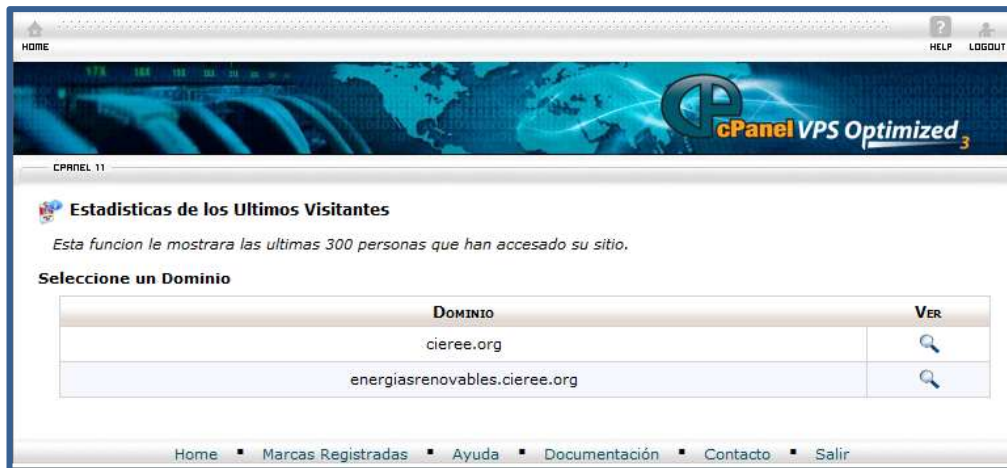 HOME
HELP LOGOUT
cPanel VPS Optimized 3
CPANEL 11
Estadisticas de los Ultimos Visitantes
Esta funcion le mostrara las ultimas 300 personas que han accesado su sitio.
Seleccione un Dominio
DOMINIO VER
cieree.org
energiasrenovables.cieree.org
Home ▪ Marcas Registradas ▪ Ayuda ▪ Documentación ▪ Contacto ▪ Salir